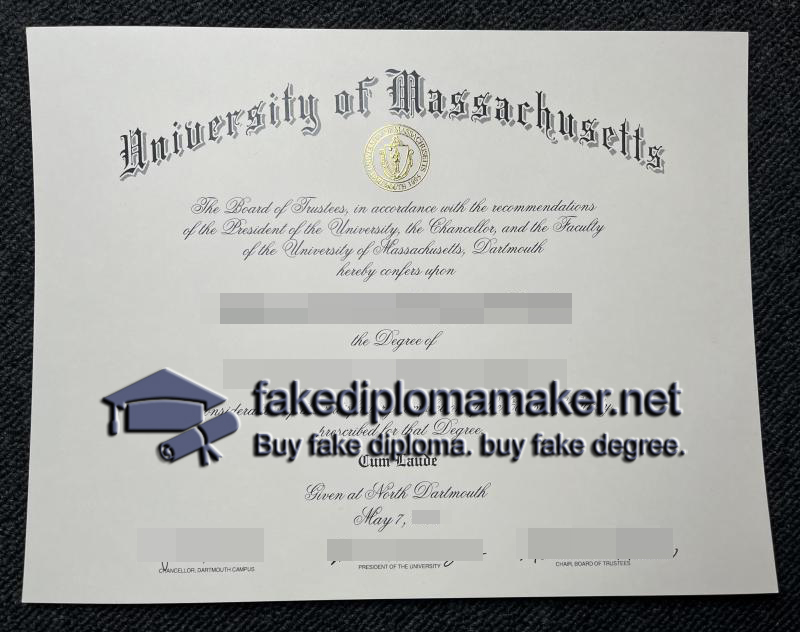 University of Massachusetts
The Board of Trustees, in accordance with the recommendations
of the President of the University, the Chancellor, and the Faculty
of the University of Massachusetts, Dartmouth
hereby confers upon
the Degree of
fakediplomamaker.net
prescribed for that Degree,
Buy fake diploma. buy fake degree.
Cum Laude
Given at North Dartmouth
May 7,
CHANCELLOR, DARTMOUTH CAMPUS
PRESIDENT OF THE UNIVERSITY
CHAIR, BOARD OF TRUSTEES